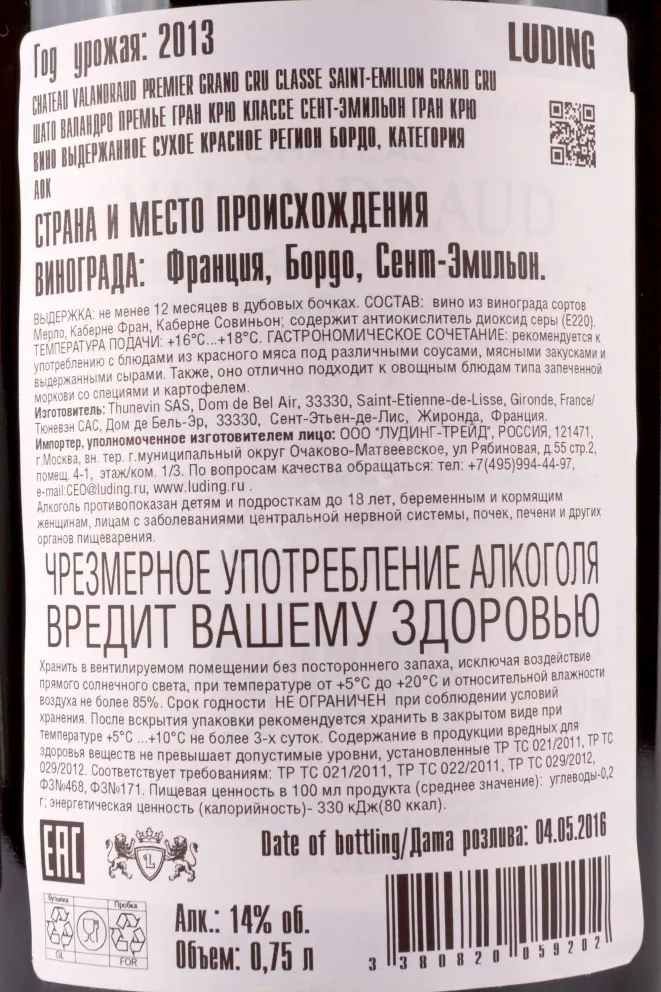 Год урожая: 2013
LUDING
CHATEAU VALANDRAUD PREMIER GRAND CRU CLASSE SAINT-EMILION GRAND CRU
ШАТО ВАЛАНДРО ПРЕМЬЕ ГРАН КРЮ КЛАССЕ СЕНТ-ЭМИЛЬОН ГРАН КРЮ
ВИНО ВЫДЕРЖАННОЕ СУХОЕ КРАСНОЕ РЕГИОН БОРДО, КАТЕГОРИЯ
АОК
СТРАНА И МЕСТО ПРОИСХОЖДЕНИЯ
ВИНОГРАДА: Франция, Бордо, Сент-Эмильон.
ВЫДЕРЖКА: не менее 12 месяцев в дубовых бочках. СОСТАВ: вино из винограда сортов
Мерло, Каберне Фран, Каберне Совиньон; содержит антиокислитель диоксид серы (Е220).
ТЕМПЕРАТУРА ПОДАЧИ: +16°С...+18°С. ГАСТРОНОМИЧЕСКОЕ СОЧЕТАНИЕ: рекомендуется к
употреблению с блюдами из красного мяса под различными соусами, мясными закусками и
выдержанными сырами. Также, оно отлично подходит к овощным блюдам типа запеченной
моркови со специями и картофелем.
Изготовитель: Thunevin SAS, Dom de Bel Air, 33330, Saint-Etienne-de-Lisse, Gironde, France/
Тюневэн САС, Дом де Бель-Эр, 33330, Сент-Этьен-де-Лис, Жиронда, Франция.
Импортер, уполномоченное изготовителем лицо: ООО "ЛУДИНГ-ТРЕЙД", РОССИЯ, 121471,
г.Москва, вн. тер. г.муниципальный округ Очаково-Матвеевское, ул Рябиновая, д.55 стр.2,
помещ. 4-1, этаж/ком. 1/3. По вопросам качества обращаться: тел: +7(495)994-44-97,
e-mail:CEO@luding.ru, www.luding.ru .
Алкоголь противопоказан детям и подросткам до 18 лет, беременным и кормящим
женщинам, лицам с заболеваниями центральной нервной системы, почек, печени и других
органов пищеварения.
ЧРЕЗМЕРНОЕ УПОТРЕБЛЕНИЕ АЛКОГОЛЯ
ВРЕДИТ ВАШЕМУ ЗДОРОВЬЮ
Хранить в вентилируемом помещении без постороннего запаха, исключая воздействие
прямого солнечного света, при температуре от +5°С до +20°С и относительной влажности
воздуха не более 85%. Срок годности НЕ ОГРАНИЧЕН при соблюдении условий
хранения. После вскрытия упаковки рекомендуется хранить в закрытом виде при
температуре +5°С ...+10°С не более 3-х суток. Содержание в продукции вредных для
здоровья веществ не превышает допустимые уровни, установленные ТР ТС 021/2011, ТР ТС
029/2012. Соответствует требованиям: ТР ТС 021/2011, ТР ТС 022/2011, ТР ТС 029/2012,
ФЗ№468, ФЗ№171. Пищевая ценность в 100 мл продукта (среднее значение): углеводы-0,2
г; энергетическая ценность (калорийность)- 330 кДж(80 ккал).
EAC
L
Date of bottling/Дата розлива: 04.05.2016
Бутылка
Пробка
GL
FOR
Алк.: 14% об.
Объем: 0,75 л
3 380820 059202